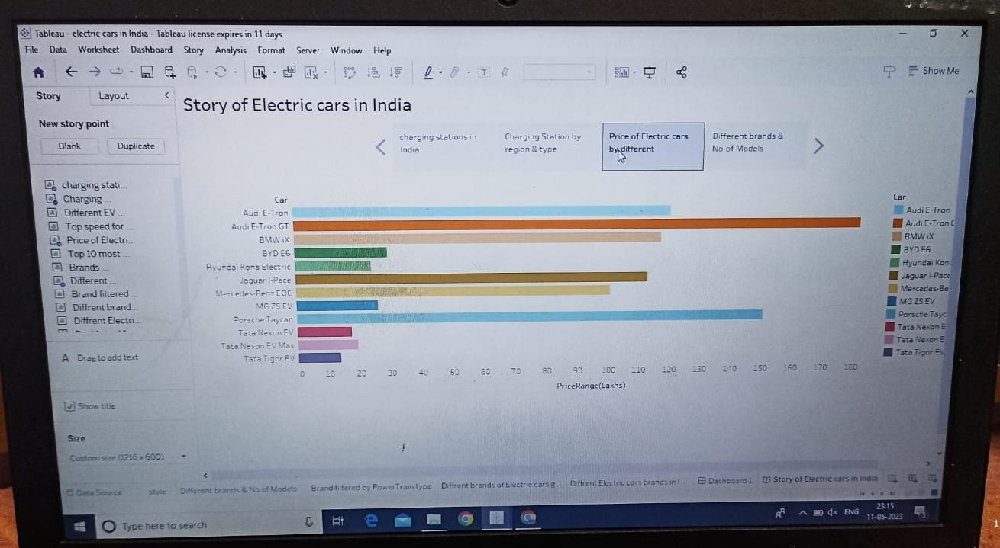 Tableau - electric cars in India - Tableau license expires in 11 days
File Data Worksheet Dashboard Story Analysis Format Server Window Help
Show Me
Story Layout
New story point
Blank Duplicate
charging stati...
Charging ...
Different EV ...
Top speed for ...
Price of Electri...
Top 10 most ...
Brands ...
Different ...
Brand filtered ...
Diffrent brand...
Diffrent Electri...
A Drag to add text
Show title
Size
Custom size (1216 x 600)
Story of Electric cars in India
charging stations in
India
Charging Station by
region & type
Price of Electric cars
by different
Different brands &
No.of Models
Car
Audi E-Tron
Audi E-Tron GT
BMW iX
BYD E6
Hyundai Kona Electric
Jaguar I-Pace
Mercedes-Benz EQC
MG ZS EV
Porsche Taycan
Tata Nexon EV
Tata Nexon EV Max
Tata Tigor EV
0 10 20 30 40 50 60 70 80 90 100 110 120 130 140 150 160 170 180
PriceRange(Lakhs)
Car
Audi E-Tron
Audi E-Tron G
BMW iX
BYD E6
Hyundai Kon
Jaguar I-Pace
Mercedes-Be
MG ZS EV
Porsche Tayc
Tata Nexon E
Tata Nexon E
Tata Tigor EV
Data Source style Different brands & No.of Models Brand filtered by PowerTrain type Diffrent brands of Electric cars g... Diffrent Electric cars brands in I... Dashboard 1 Story of Electric cars in India
Type here to search
ENG
23:15
11-05-2023